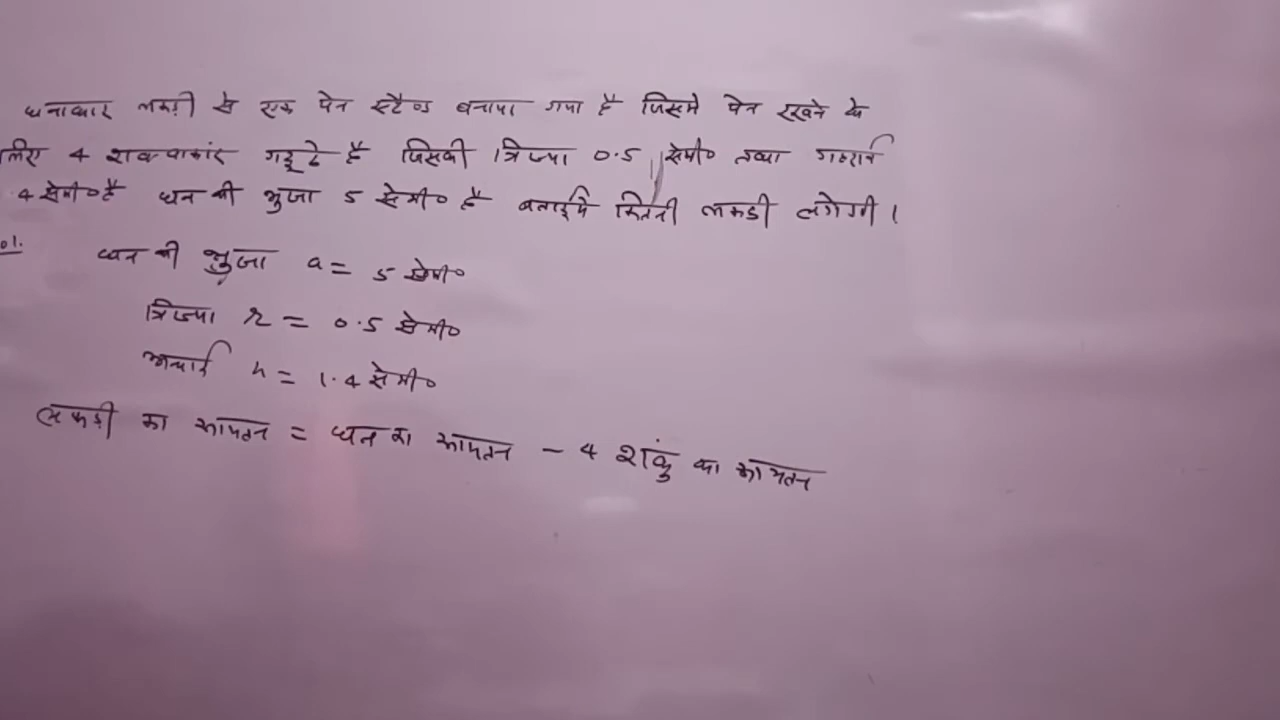 घनाकार लकड़ी से एक पेन स्टैण्ड बनाया गया है जिसमे पेन रखने के
लिए 4 शंक्वाकार गड्ढे है जिसकी त्रिज्या 0.5 सेमी० तथा गहराई
.4 सेमी० है घन की भुजा 5 सेमी० है बताइये कितनी लकडी लगेगी।
ol. घन की भुजा a = 5 सेमी०
त्रिज्या r = 0.5 सेमी०
ऊचाई h = 1.4 सेमी०
लकड़ी का आयतन = घन का आयतन - 4 शंकु का आयतन